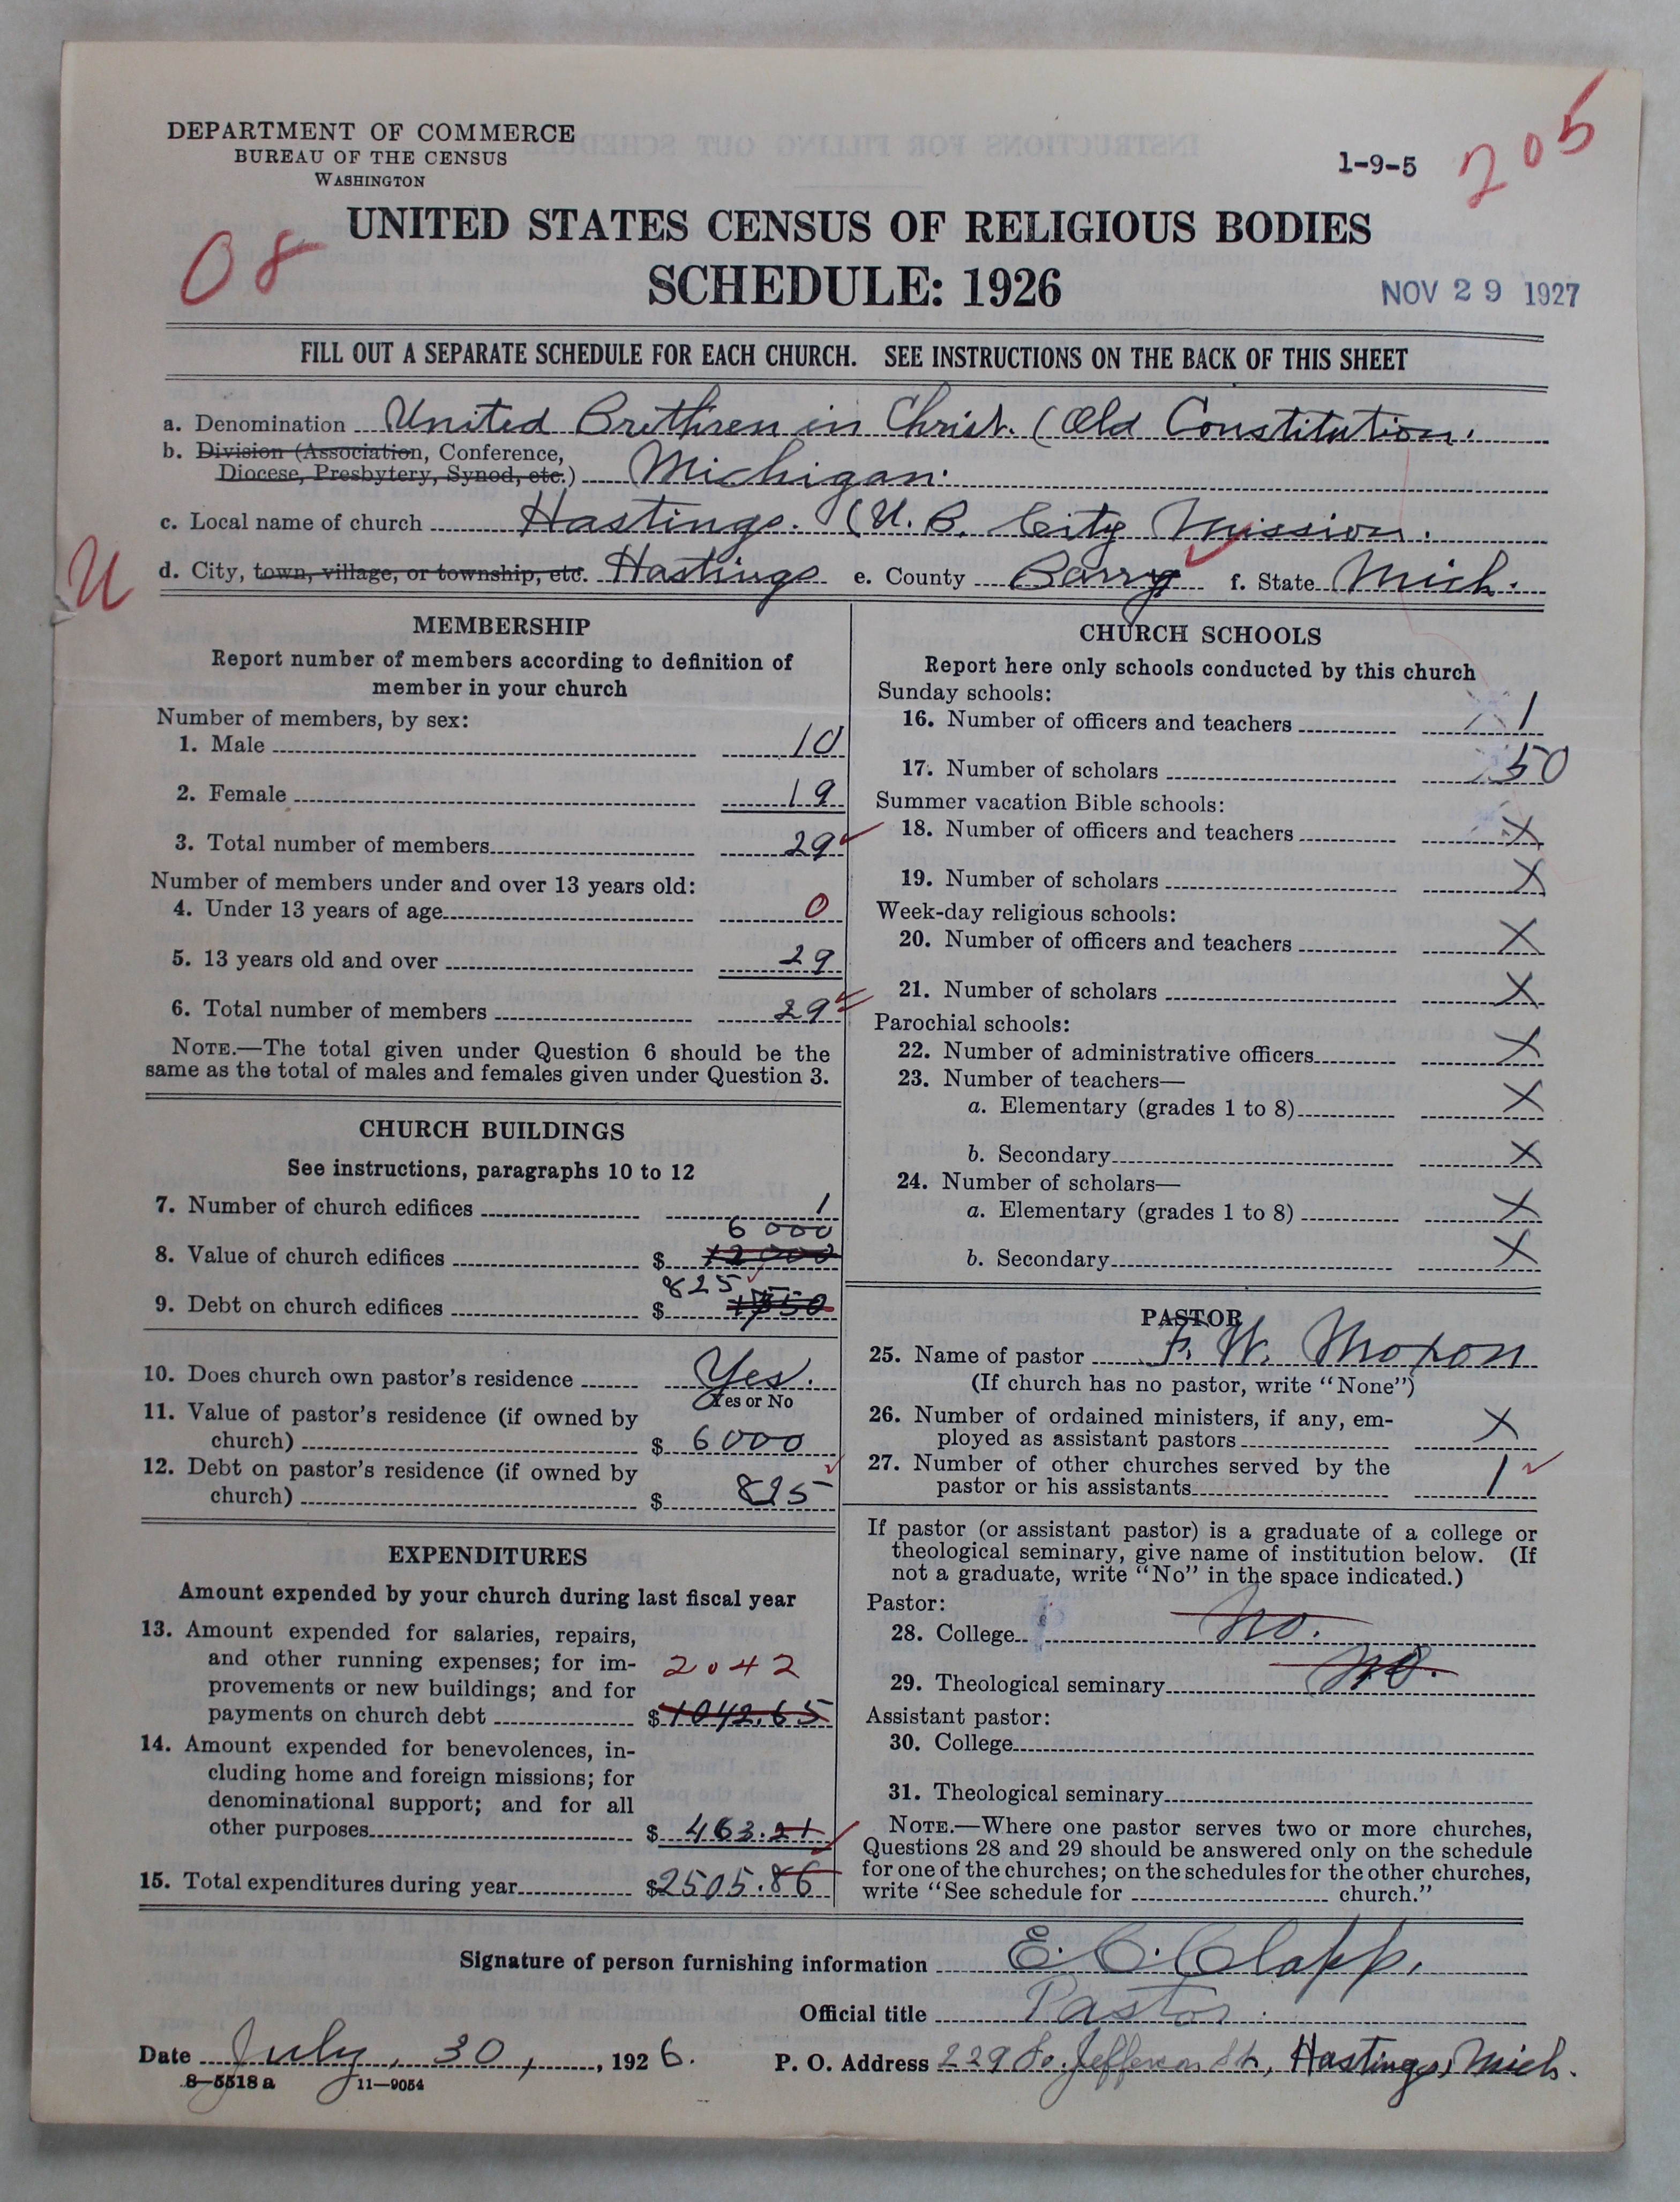 DEPARTMENT OF COMMERCE
BUREAU OF THE CENSUS
WASHINGTON
1-9-5
205
UNITED STATES CENSUS OF RELIGIOUS BODIES
08
SCHEDULE: 1926
NOV 29 1927
FILL OUT A SEPARATE SCHEDULE FOR EACH CHURCH. SEE INSTRUCTIONS ON THE BACK OF THIS SHEET
a. Denomination United Brethren in Christ. (Old Constitution.
b. Division (Association, Conference,
Diocese, Presbytery, Synod, etc.) Michigan.
c. Local name of church Hastings. (U. B. City Mission.
U
d. City, town, village, or township, etc. Hastings e. County Barry f. State Mich.
MEMBERSHIP
Report number of members according to definition of
member in your church
Number of members, by sex:
1. Male 10
2. Female 19
3. Total number of members 29
Number of members under and over 13 years old:
4. Under 13 years of age 0
5. 13 years old and over 29
6. Total number of members 29
NOTE.—The total given under Question 6 should be the
same as the total of males and females given under Question 3.
CHURCH BUILDINGS
See instructions, paragraphs 10 to 12
7. Number of church edifices 1
6000
8. Value of church edifices $ 12000
825
9. Debt on church edifices $ 1650
10. Does church own pastor's residence Yes.
Yes or No
11. Value of pastor's residence (if owned by
church) $ 6000
12. Debt on pastor's residence (if owned by
church) $ 825
EXPENDITURES
Amount expended by your church during last fiscal year
13. Amount expended for salaries, repairs,
and other running expenses; for im-
2042
provements or new buildings; and for
payments on church debt $ 1042.65
14. Amount expended for benevolences, in-
cluding home and foreign missions; for
denominational support; and for all
other purposes $ 463.21
15. Total expenditures during year $ 2505.86
CHURCH SCHOOLS
Report here only schools conducted by this church
Sunday schools:
16. Number of officers and teachers 1
17. Number of scholars 50
Summer vacation Bible schools:
18. Number of officers and teachers X
19. Number of scholars X
Week-day religious schools:
20. Number of officers and teachers X
21. Number of scholars X
Parochial schools:
22. Number of administrative officers X
23. Number of teachers—
a. Elementary (grades 1 to 8) X
b. Secondary X
24. Number of scholars—
a. Elementary (grades 1 to 8) X
b. Secondary X
PASTOR
25. Name of pastor F. W. Moxon
(If church has no pastor, write "None")
26. Number of ordained ministers, if any, em-
ployed as assistant pastors X
27. Number of other churches served by the
pastor or his assistants 1
If pastor (or assistant pastor) is a graduate of a college or
theological seminary, give name of institution below. (If
not a graduate, write "No" in the space indicated.)
Pastor:
28. College No.
29. Theological seminary No.
Assistant pastor:
30. College
31. Theological seminary
NOTE.—Where one pastor serves two or more churches,
Questions 28 and 29 should be answered only on the schedule
for one of the churches; on the schedules for the other churches,
write "See schedule for church."
Signature of person furnishing information E. C. Clapp.
Official title Pastor.
Date July, 30, 1926. P. O. Address 229 So. Jefferson St., Hastings, Mich.
8-5518a 11-9054